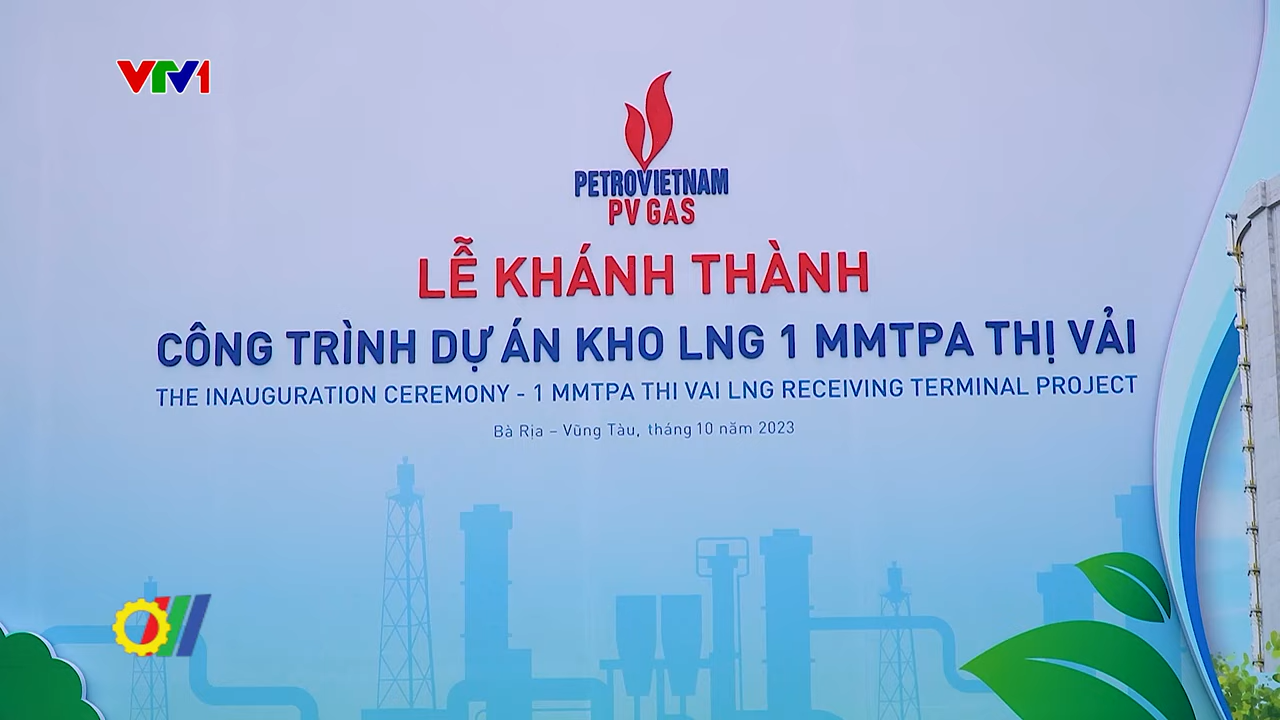 VTV1
PETROVIETNAM
PV GAS
LỄ KHÁNH THÀNH
CÔNG TRÌNH DỰ ÁN KHO LNG 1 MMTPA THỊ VẢI
THE INAUGURATION CEREMONY - 1 MMTPA THI VAI LNG RECEIVING TERMINAL PROJECT
Bà Rịa – Vũng Tàu, tháng 10 năm 2023